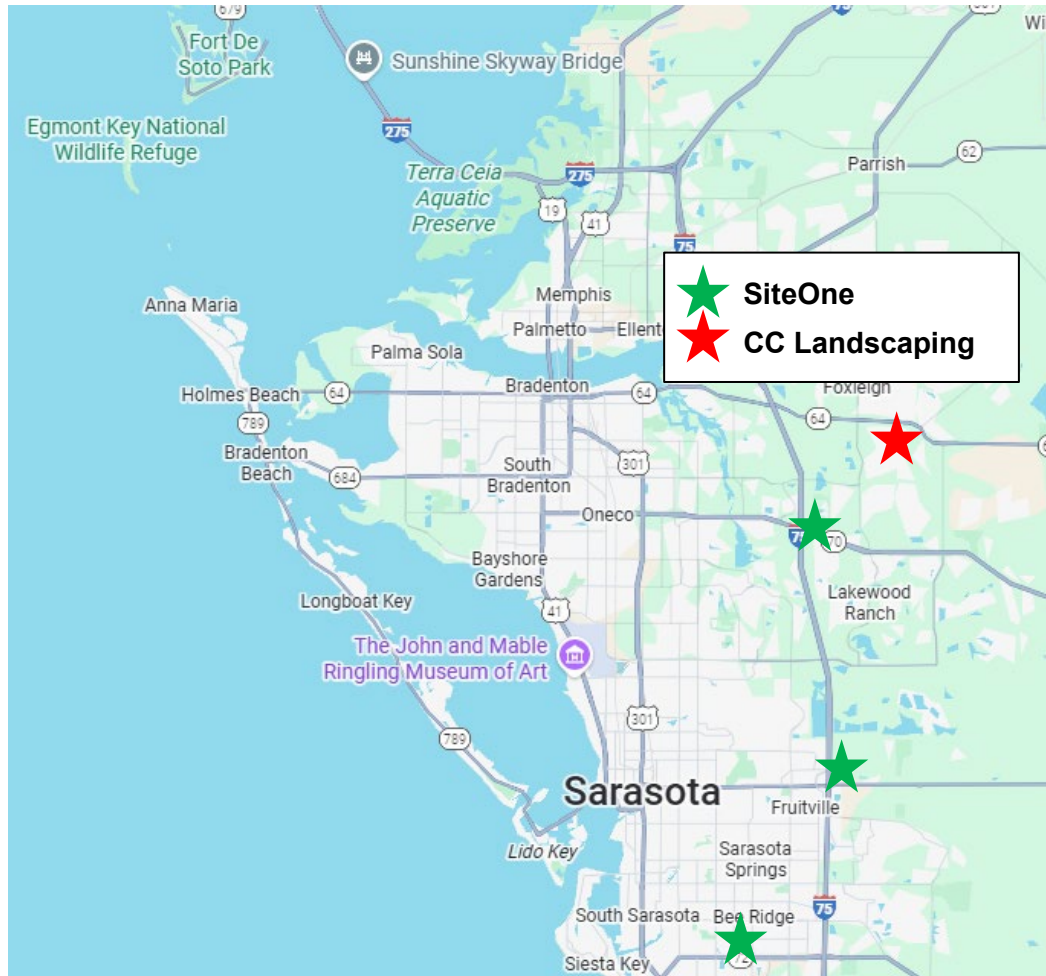 679
Fort De
Soto Park
Sunshine Skyway Bridge
Wi
275
Egmont Key National
Wildlife Refuge
Parrish
62
Terra Ceia
Aquatic
Preserve
275
19
41
75
SiteOne
CC Landscaping
Anna Maria
Memphis
Palmetto
Ellent
Palma Sola
Foxleigh
Holmes Beach
64
Bradenton
64
64
789
Bradenton
Beach
684
South
Bradenton
301
Oneco
75
70
Bayshore
Gardens
Longboat Key
41
Lakewood
Ranch
The John and Mable
Ringling Museum of Art
301
789
Sarasota
Fruitville
Lido Key
Sarasota
Springs
South Sarasota
Bee Ridge
75
Siesta Key
72